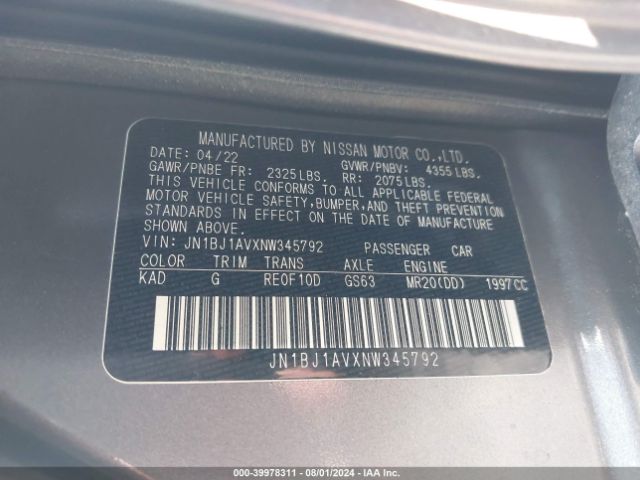 MANUFACTURED BY NISSAN MOTOR CO.,LTD.
DATE: 04/22 GVWR/PNBV: 4355 LBS.
GAWR/PNBE FR: 2325LBS. RR: 2075LBS.
THIS VEHICLE CONFORMS TO ALL APPLICABLE FEDERAL
MOTOR VEHICLE SAFETY,BUMPER,AND THEFT PREVENTION
STANDARDS IN EFFECT ON THE DATE OF MANUFACTURE
SHOWN ABOVE.
VIN: JN1BJ1AVXNW345792 PASSENGER CAR
COLOR TRIM TRANS AXLE ENGINE
KAD G RE0F10D GS63 MR20(DD) 1997CC
JN1BJ1AVXNW345792
000-39978311 - 08/01/2024 - IAA, Inc.